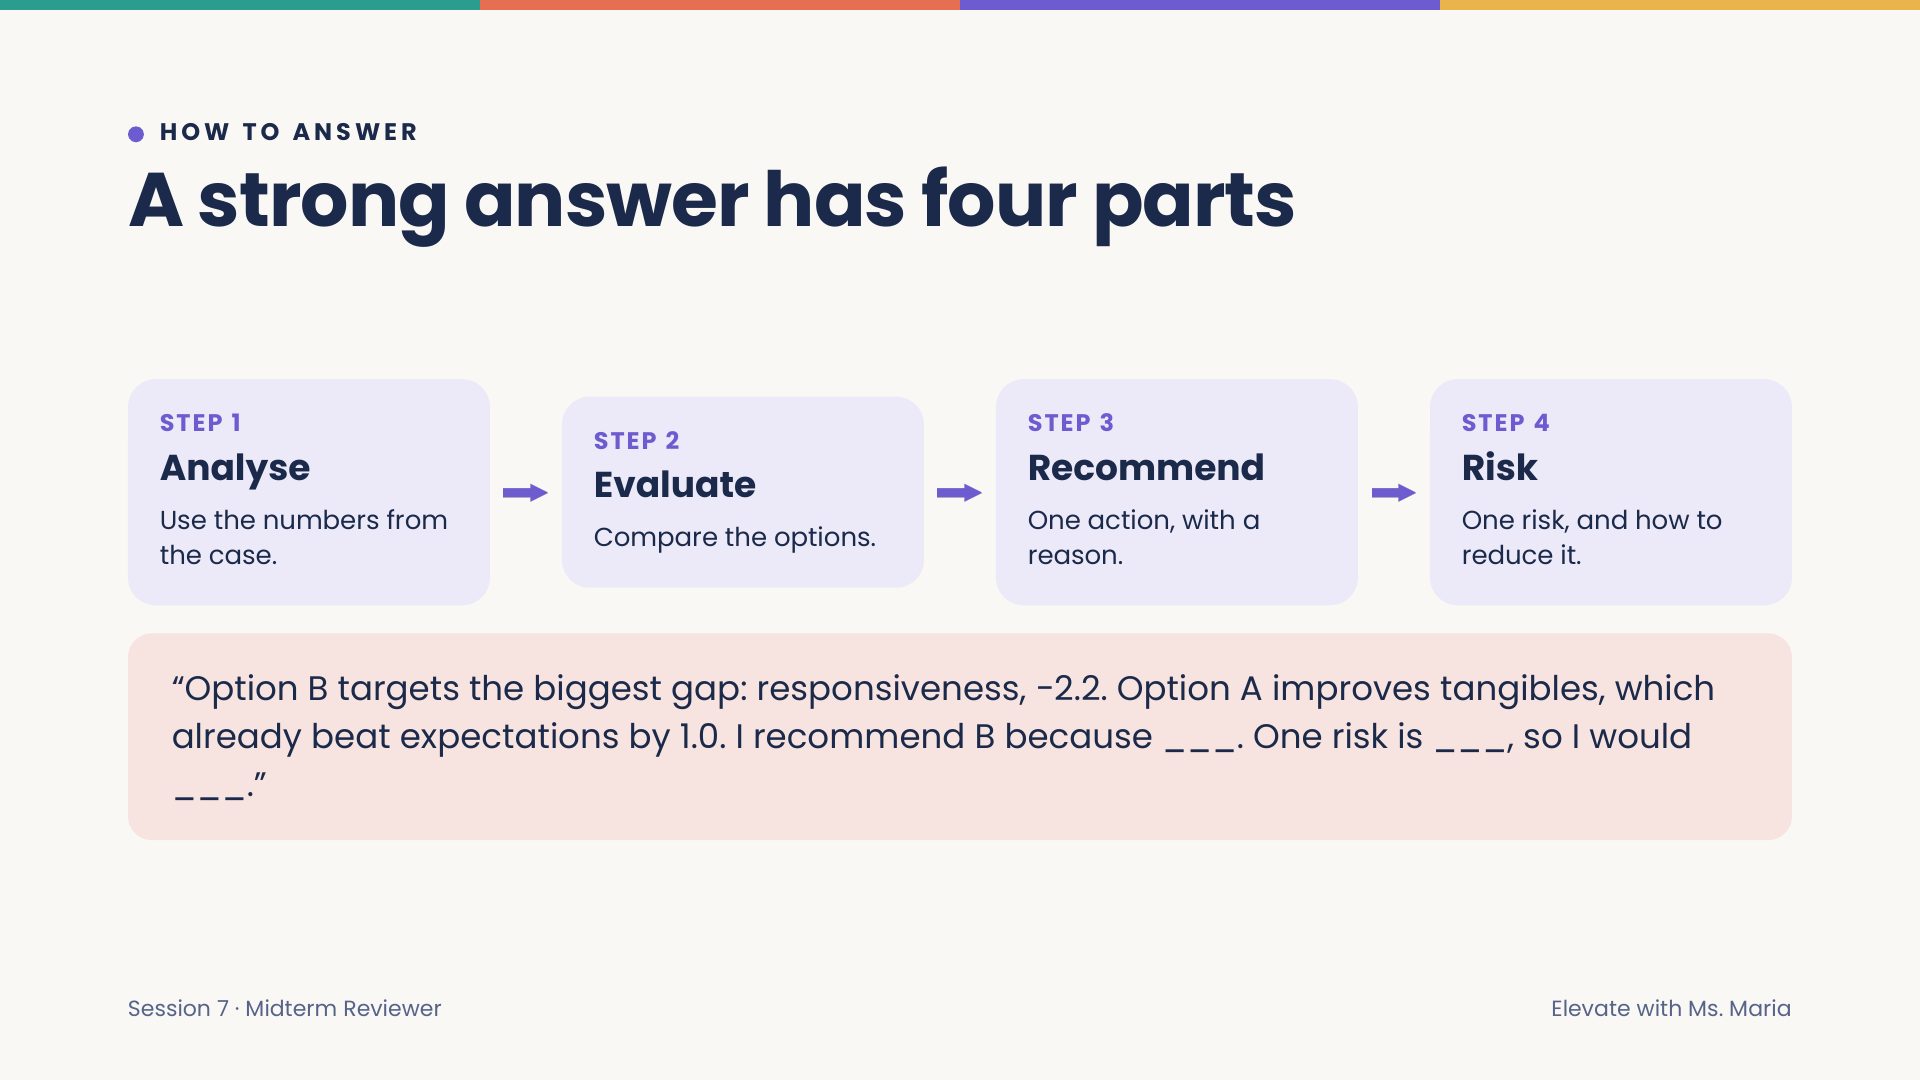 HOW TO ANSWER
A strong answer has four parts
STEP 1
Analyse
Use the numbers from
the case.
STEP 2
Evaluate
Compare the options.
STEP 3
Recommend
One action, with a
reason.
STEP 4
Risk
One risk, and how to
reduce it.
“Option B targets the biggest gap: responsiveness, −2.2. Option A improves tangibles, which
already beat expectations by 1.0. I recommend B because ___. One risk is ___, so I would
___.”
Session 7 · Midterm Reviewer
Elevate with Ms. Maria